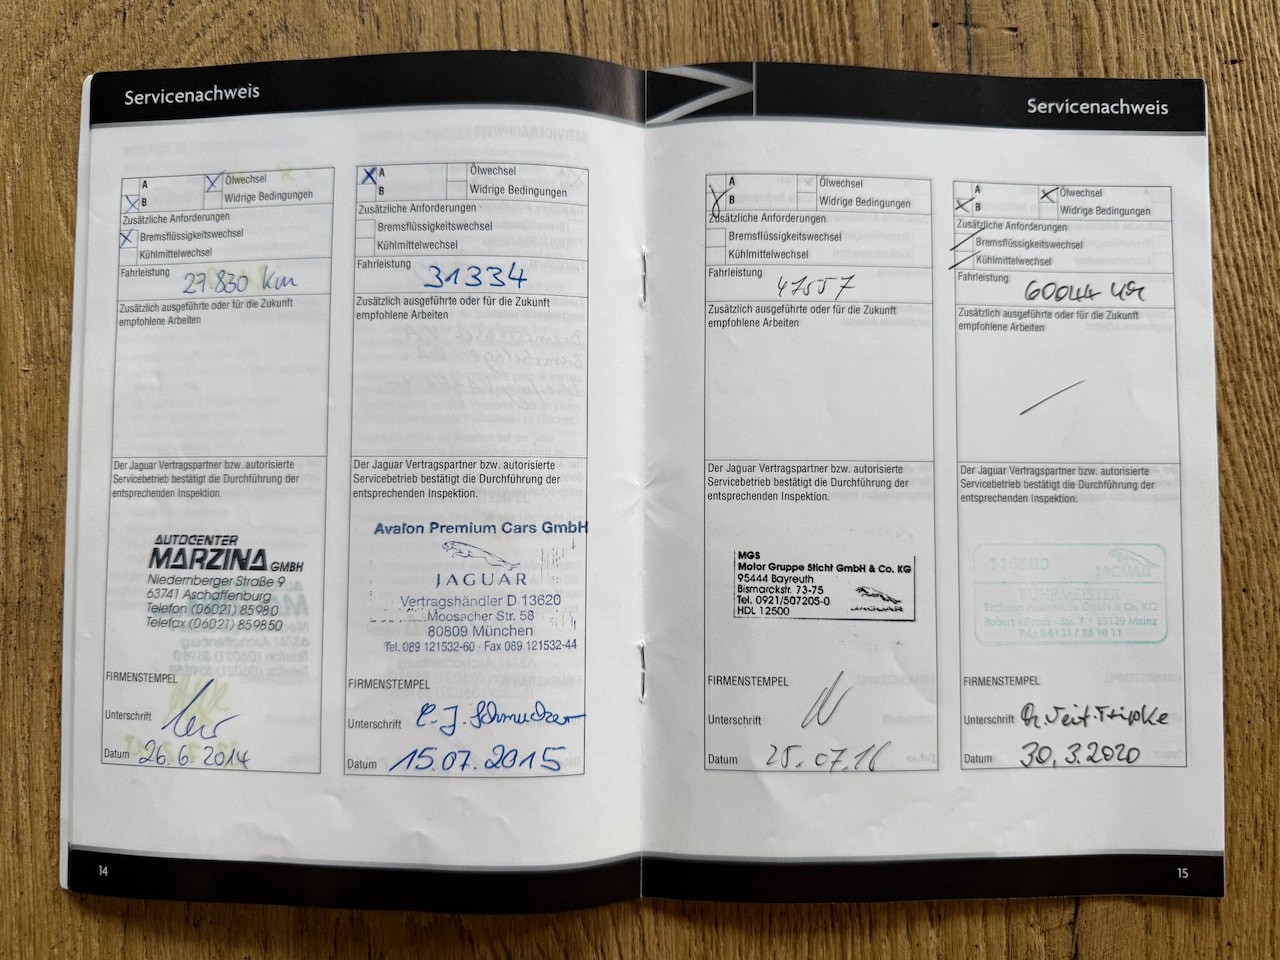 Servicenachweis
A
Ölwechsel
B
Widrige Bedingungen
Zusätzliche Anforderungen
Bremsflüssigkeitswechsel
Kühlmittelwechsel
Fahrleistung
27.830 km
Zusätzlich ausgeführte oder für die Zukunft
empfohlene Arbeiten
Der Jaguar Vertragspartner bzw. autorisierte
Servicebetrieb bestätigt die Durchführung der
entsprechenden Inspektion.
AUTOCENTER
MARZINA GMBH
Niedernberger Straße 9
63741 Aschaffenburg
Telefon (06021) 85980
Telefax (06021) 859850
FIRMENSTEMPEL
Unterschrift
Datum 26.6.2014
A
Ölwechsel
B
Widrige Bedingungen
Zusätzliche Anforderungen
Bremsflüssigkeitswechsel
Kühlmittelwechsel
Fahrleistung 31334
Zusätzlich ausgeführte oder für die Zukunft
empfohlene Arbeiten
Der Jaguar Vertragspartner bzw. autorisierte
Servicebetrieb bestätigt die Durchführung der
entsprechenden Inspektion.
Avalon Premium Cars GmbH
JAGUAR
Vertragshändler D 13620
Moosacher Str. 58
80809 München
Tel. 089 121532-60 · Fax 089 121532-44
FIRMENSTEMPEL
Unterschrift
Datum 15.07.2015
14
Servicenachweis
A
Ölwechsel
B
Widrige Bedingungen
Zusätzliche Anforderungen
Bremsflüssigkeitswechsel
Kühlmittelwechsel
Fahrleistung
Zusätzlich ausgeführte oder für die Zukunft
empfohlene Arbeiten
Der Jaguar Vertragspartner bzw. autorisierte
Servicebetrieb bestätigt die Durchführung der
entsprechenden Inspektion.
MGS
Motor Gruppe Sticht GmbH & Co. KG
95444 Bayreuth
Bismarckstr. 73-75
Tel. 0921/507205-0
HDL 12500
JAGUAR
FIRMENSTEMPEL
Unterschrift
Datum 25.07.16
A
Ölwechsel
B
Widrige Bedingungen
Zusätzliche Anforderungen
Bremsflüssigkeitswechsel
Kühlmittelwechsel
Fahrleistung 60044 km
Zusätzlich ausgeführte oder für die Zukunft
empfohlene Arbeiten
Der Jaguar Vertragspartner bzw. autorisierte
Servicebetrieb bestätigt die Durchführung der
entsprechenden Inspektion.
JAGUAR
Robert-Bosch-Str. 7 · 55129 Mainz
FIRMENSTEMPEL
Unterschrift
Datum 30.3.2020
15